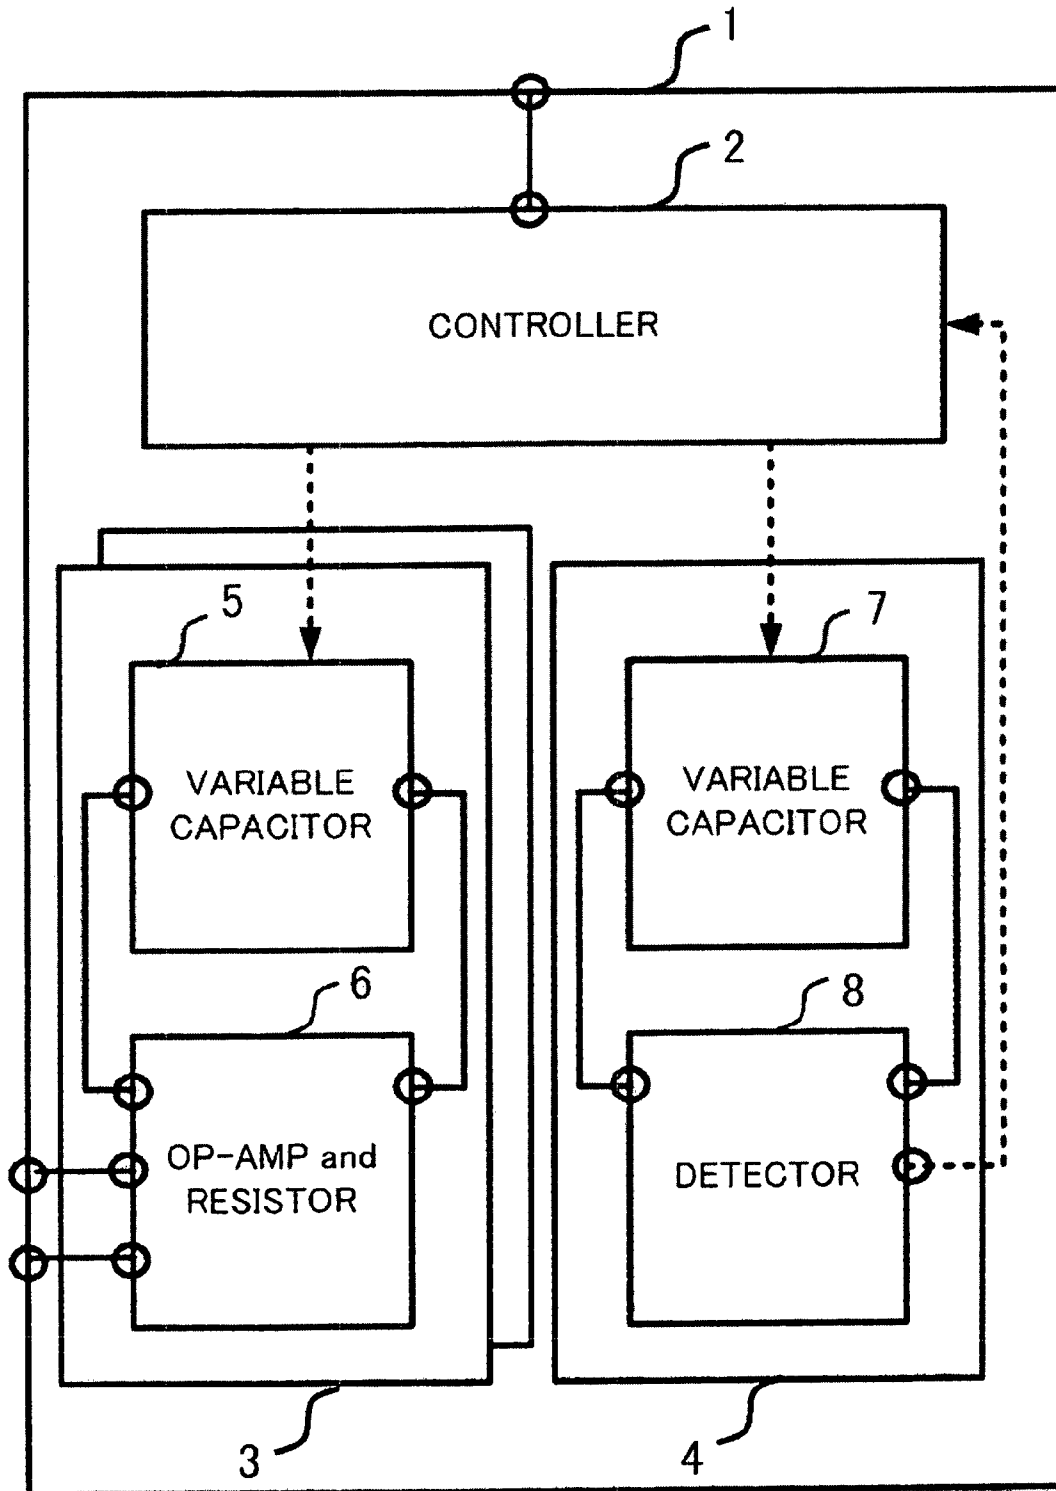 1
2
CONTROLLER
5
7
VARIABLE
CAPACITOR
VARIABLE
CAPACITOR
6
8
OP-AMP and
RESISTOR
DETECTOR
3
4